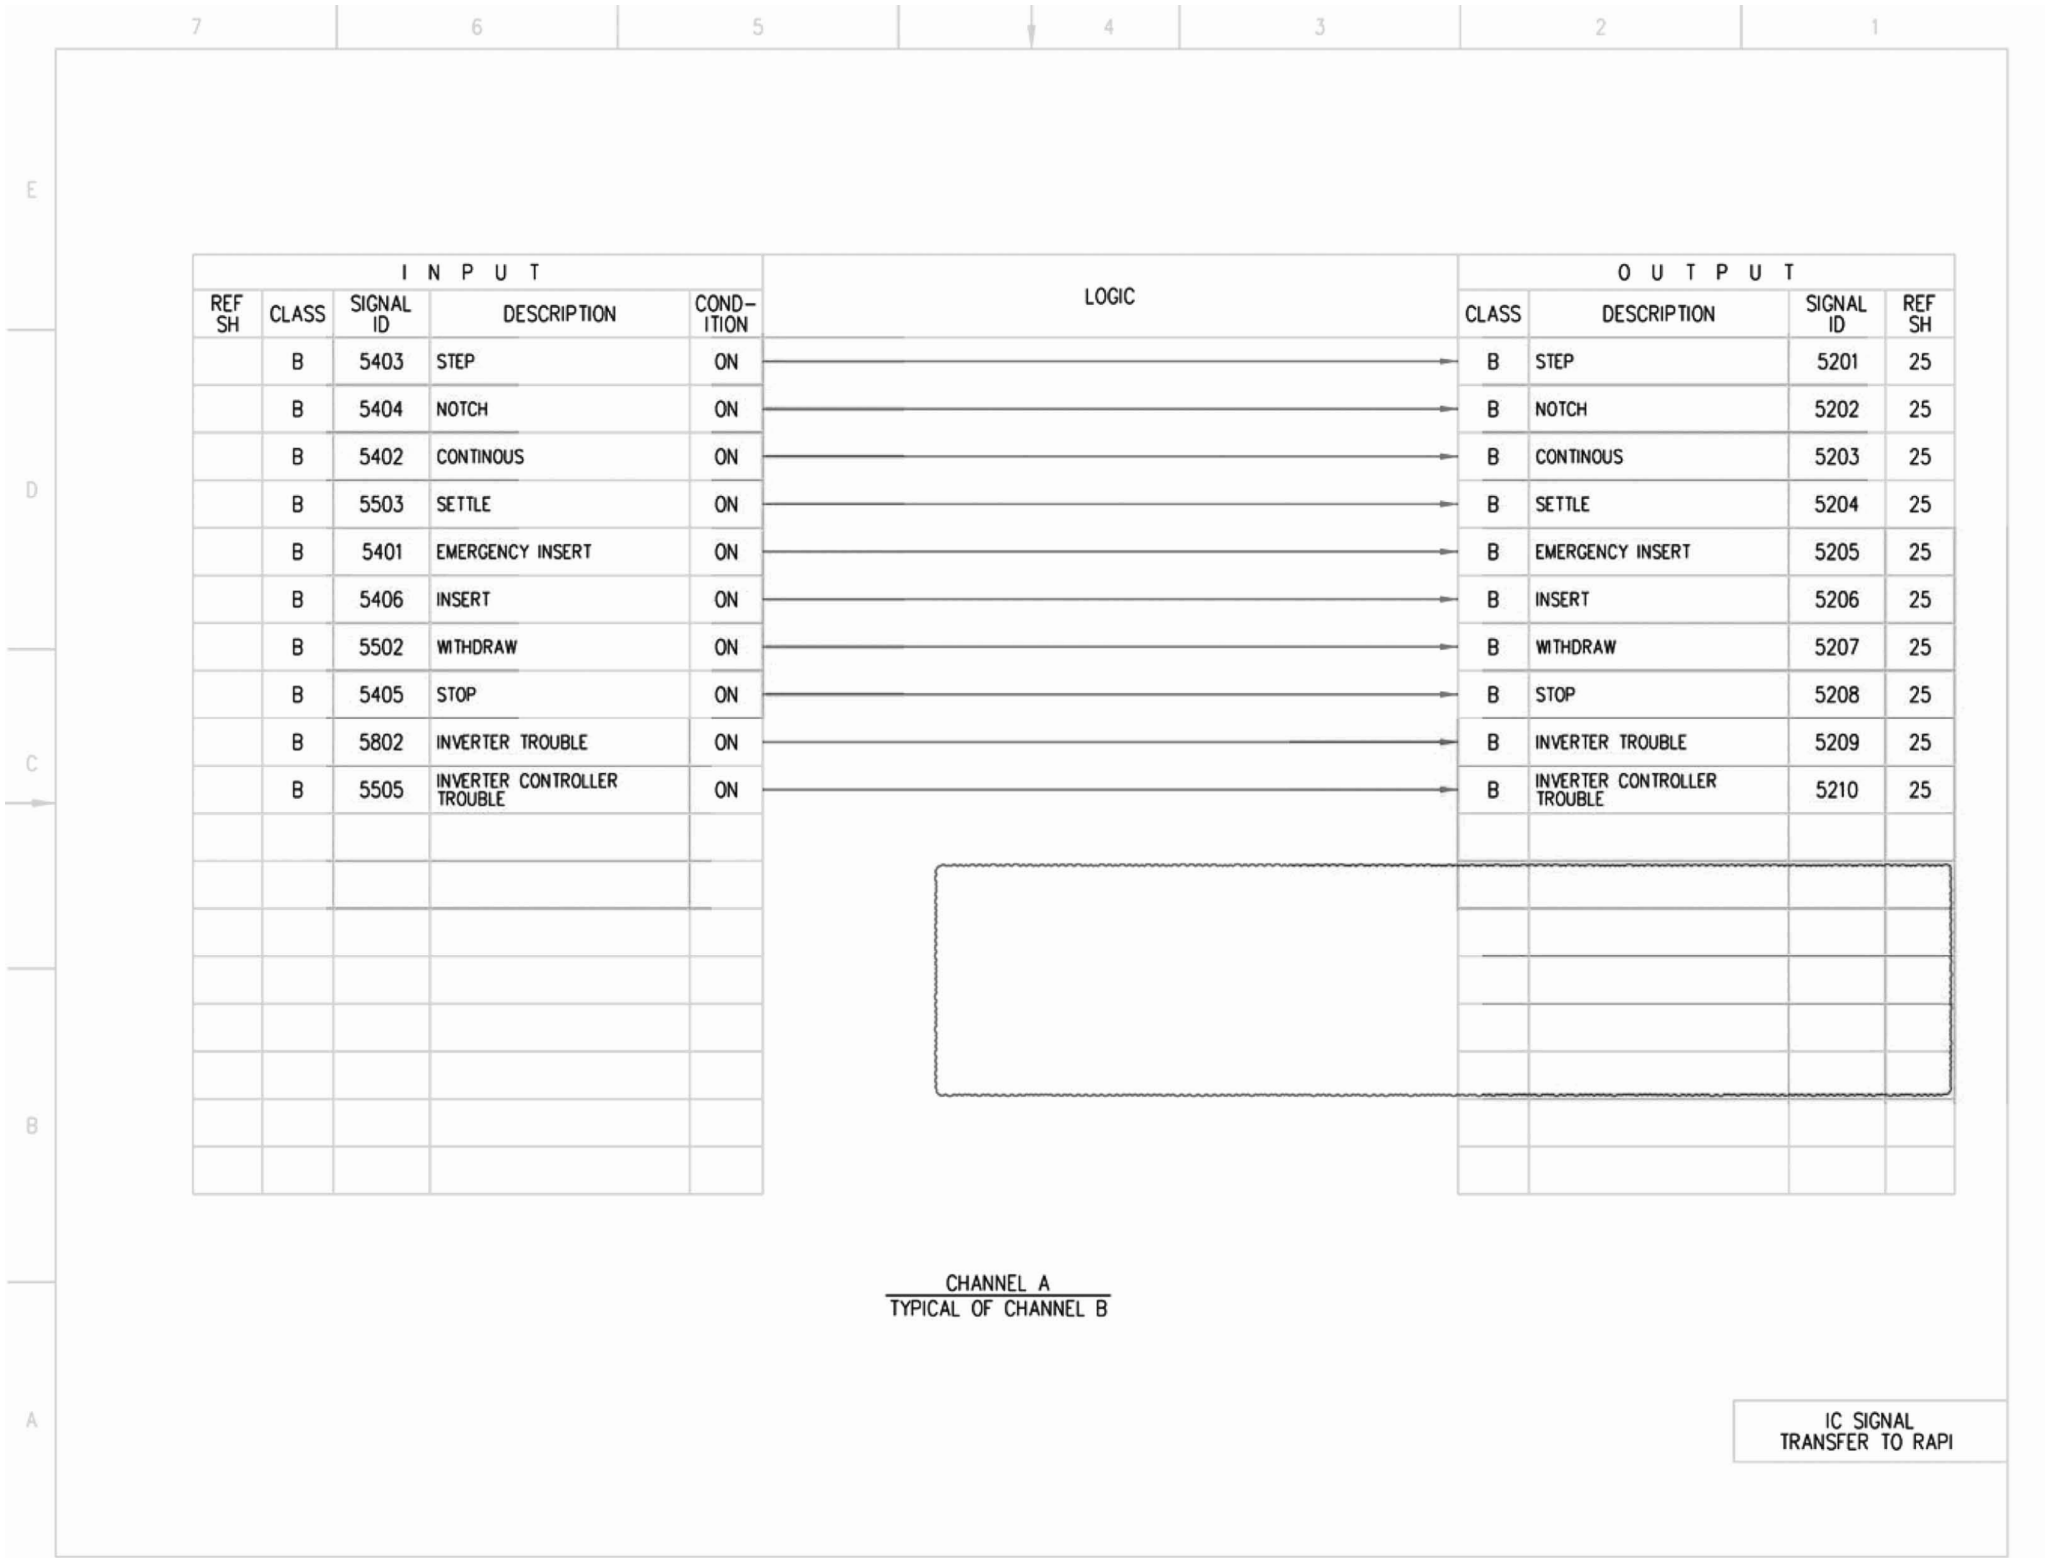 7 6 5 4 3 2 1
E
D
C
B
A
I N P U T
LOGIC
O U T P U T
REF SH CLASS SIGNAL ID DESCRIPTION COND-ITION CLASS DESCRIPTION SIGNAL ID REF SH
B 5403 STEP ON B STEP 5201 25
B 5404 NOTCH ON B NOTCH 5202 25
B 5402 CONTINOUS ON B CONTINOUS 5203 25
B 5503 SETTLE ON B SETTLE 5204 25
B 5401 EMERGENCY INSERT ON B EMERGENCY INSERT 5205 25
B 5406 INSERT ON B INSERT 5206 25
B 5502 WITHDRAW ON B WITHDRAW 5207 25
B 5405 STOP ON B STOP 5208 25
B 5802 INVERTER TROUBLE ON B INVERTER TROUBLE 5209 25
B 5505 INVERTER CONTROLLER TROUBLE ON B INVERTER CONTROLLER TROUBLE 5210 25
CHANNEL A
TYPICAL OF CHANNEL B
IC SIGNAL
TRANSFER TO RAPI